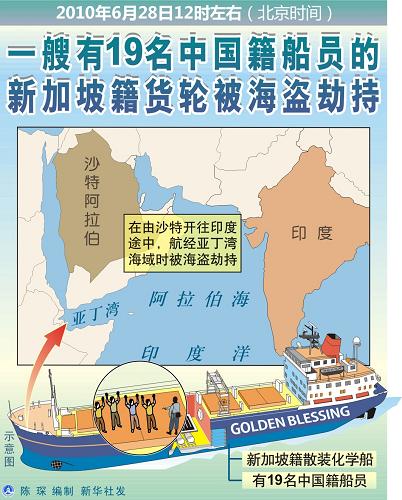 2010年6月28日12时左右（北京时间）
一艘有19名中国籍船员的
新加坡籍货轮被海盗劫持
沙特阿拉伯
印度
在由沙特开往印度
途中，航经亚丁湾
海域时被海盗劫持
亚丁湾
阿拉伯海
印度洋
GOLDEN BLESSING
示意图
新加坡籍散装化学船
有19名中国籍船员
陈琛 编制 新华社发